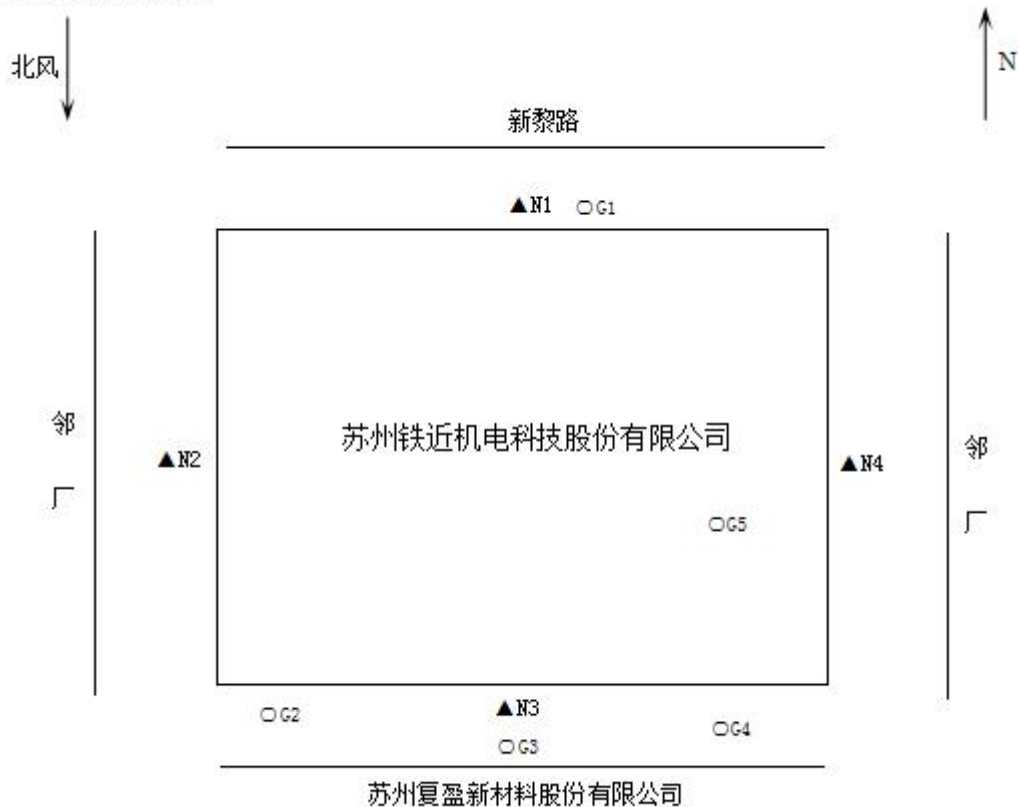 北风
N
新黎路
▲N1 ○G1
邻厂
▲N2
苏州铁近机电科技股份有限公司
▲N4
邻厂
○G5
○G2
▲N3
○G4
○G3
苏州复盈新材料股份有限公司